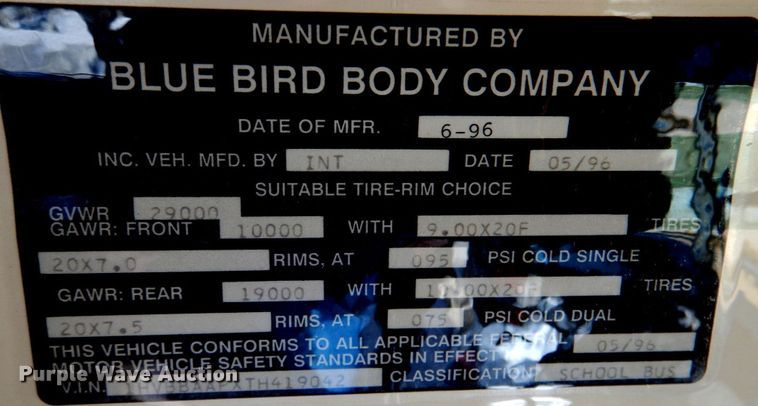 MANUFACTURED BY
BLUE BIRD BODY COMPANY
DATE OF MFR. 6-96
INC. VEH. MFD. BY INT DATE 05/96
SUITABLE TIRE-RIM CHOICE
GVWR 29000
GAWR: FRONT 10000 WITH 9.00X20F TIRES
20X7.0 RIMS, AT 095 PSI COLD SINGLE
GAWR: REAR 19000 WITH TIRES
20X7.5 RIMS, AT 075 PSI COLD DUAL
THIS VEHICLE CONFORMS TO ALL APPLICABLE FEDERAL 05/96
MOTOR VEHICLE SAFETY STANDARDS IN EFFECT
V.I.N. CLASSIFICATION SCHOOL BUS
Purple Wave Auction